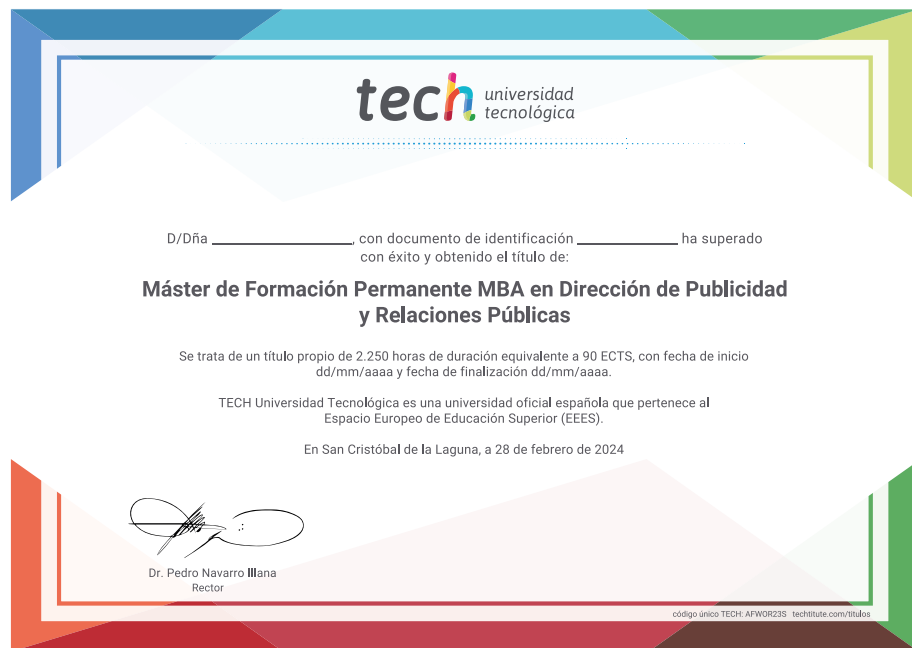 tech universidad
tecnológica
D/Dña ____________________, con documento de identificación ______________ ha superado
con éxito y obtenido el título de:
Máster de Formación Permanente MBA en Dirección de Publicidad
y Relaciones Públicas
Se trata de un título propio de 2.250 horas de duración equivalente a 90 ECTS, con fecha de inicio
dd/mm/aaaa y fecha de finalización dd/mm/aaaa.
TECH Universidad Tecnológica es una universidad oficial española que pertenece al
Espacio Europeo de Educación Superior (EEES).
En San Cristóbal de la Laguna, a 28 de febrero de 2024
Dr. Pedro Navarro Illana
Rector
código único TECH: AFWOR23S techtitute.com/titulos